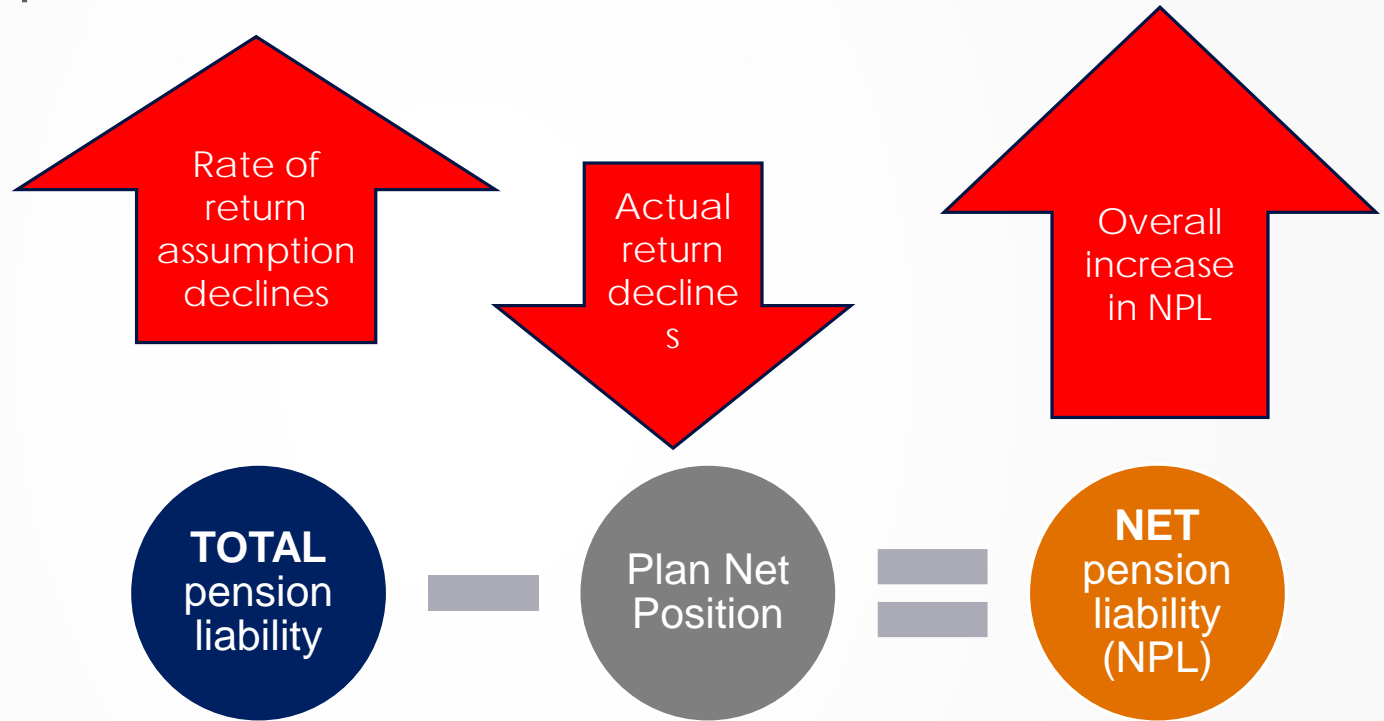 Rate of
return
assumption
declines
Actual
return
decline
s
Overall
increase
in NPL
TOTAL
pension
liability
Plan Net
Position
NET
pension
liability
(NPL)